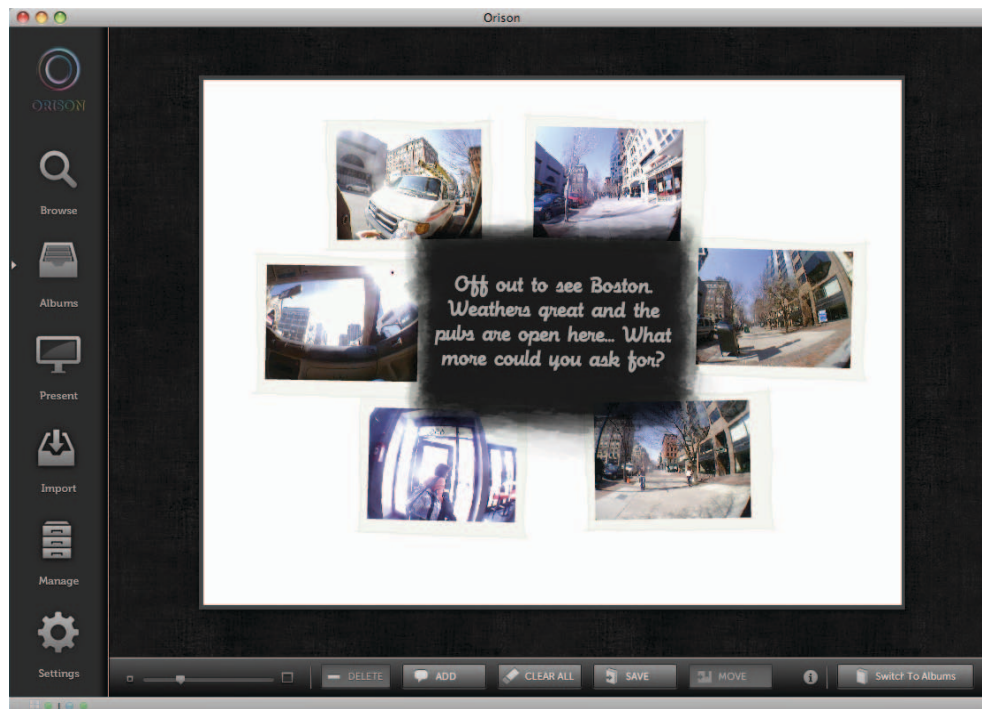 Orison
ORISON
Browse
Albums
Present
Import
Manage
Settings
Off out to see Boston.
Weathers great and the
pubs are open here... What
more could you ask for?
DELETE
ADD
CLEAR ALL
SAVE
MOVE
Switch To Albums